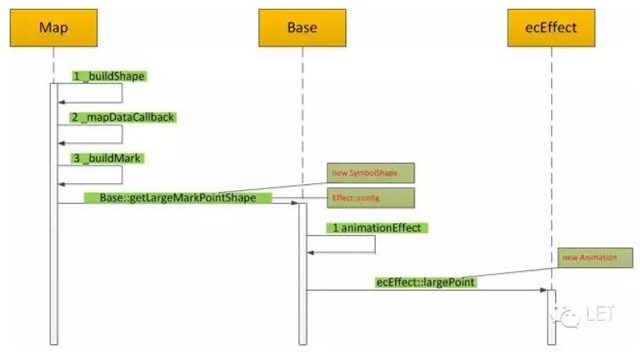 Map
Base
ecEffect
1 _buildShape
2 _mapDataCallback
3 _buildMark
new SymbolShape
Base::getLargeMarkPointShape
Effect::config
1 animationEffect
new Animation
ecEffect::largePoint
LET